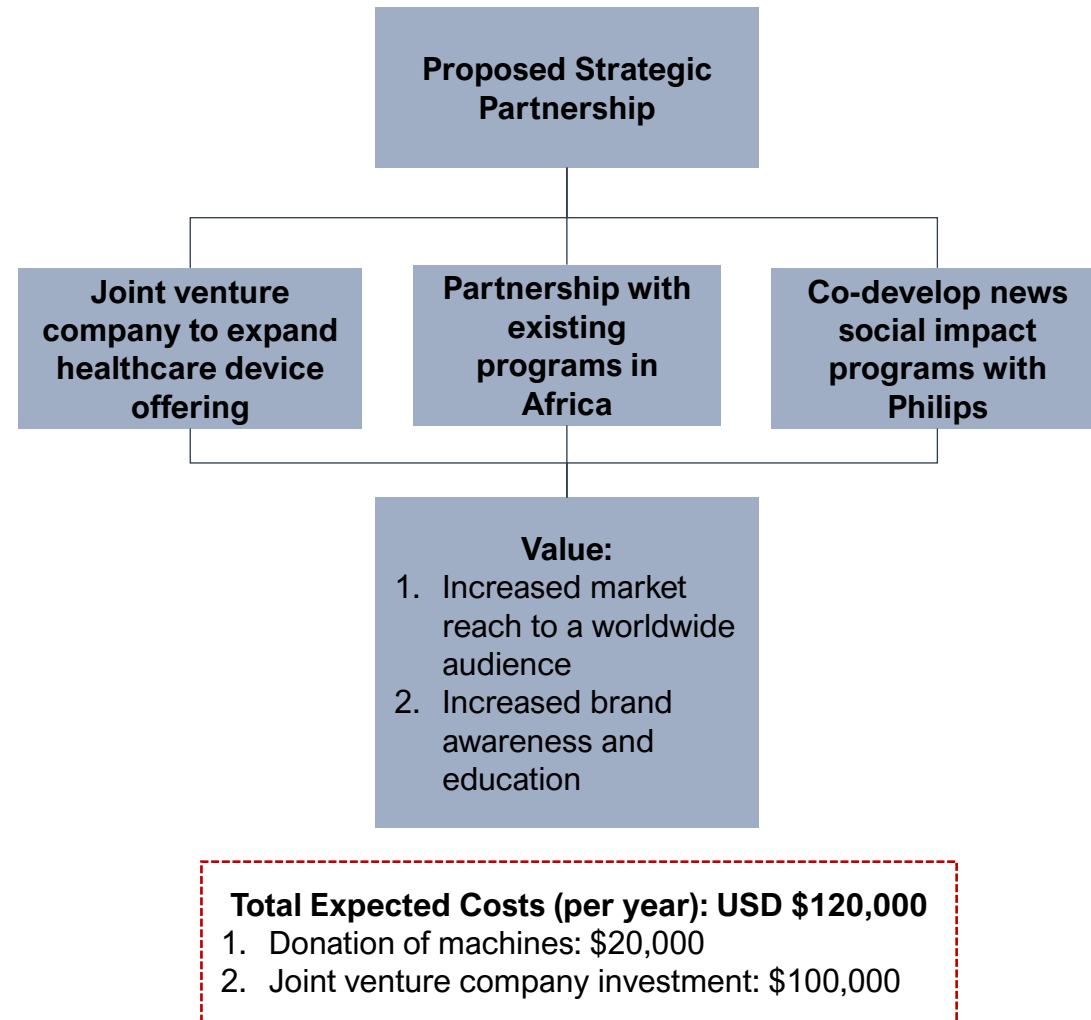 Proposed Strategic
Partnership
Joint venture
company to expand
healthcare device
offering
Partnership with
existing
programs in
Africa
Co-develop news
social impact
programs with
Philips
Value:
1. Increased market
reach to a worldwide
audience
2. Increased brand
awareness and
education
Total Expected Costs (per year): USD $120,000
1. Donation of machines: $20,000
2. Joint venture company investment: $100,000